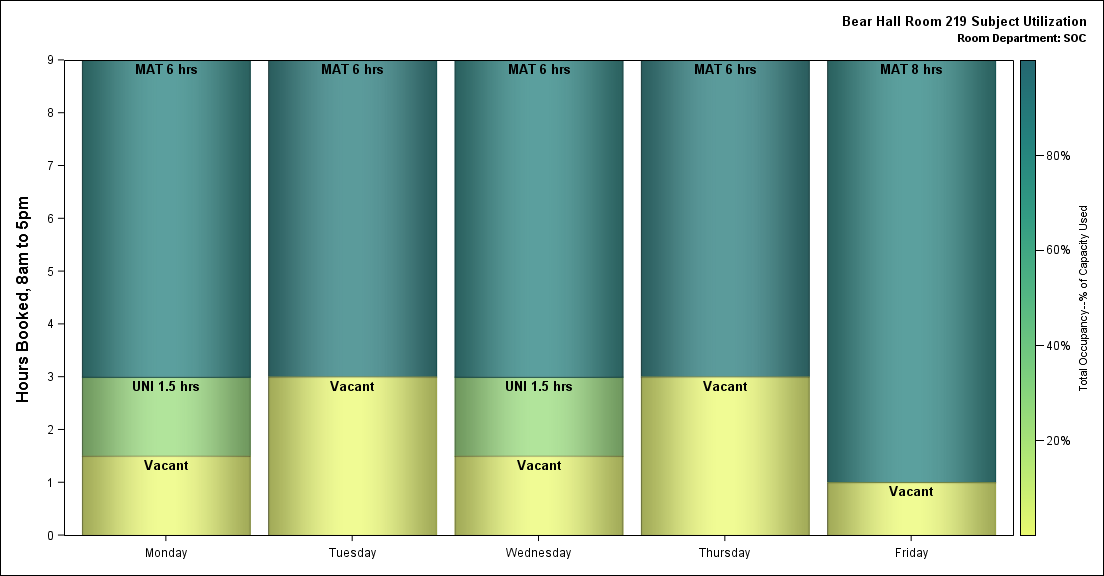 Bear Hall Room 219 Subject Utilization
Room Department: SOC
Hours Booked, 8am to 5pm
9
8
7
6
5
4
3
2
1
0
MAT 6 hrs
UNI 1.5 hrs
Vacant
MAT 6 hrs
Vacant
MAT 6 hrs
UNI 1.5 hrs
Vacant
MAT 6 hrs
Vacant
MAT 8 hrs
Vacant
Monday
Tuesday
Wednesday
Thursday
Friday
80%
60%
40%
20%
Total Occupancy--% of Capacity Used